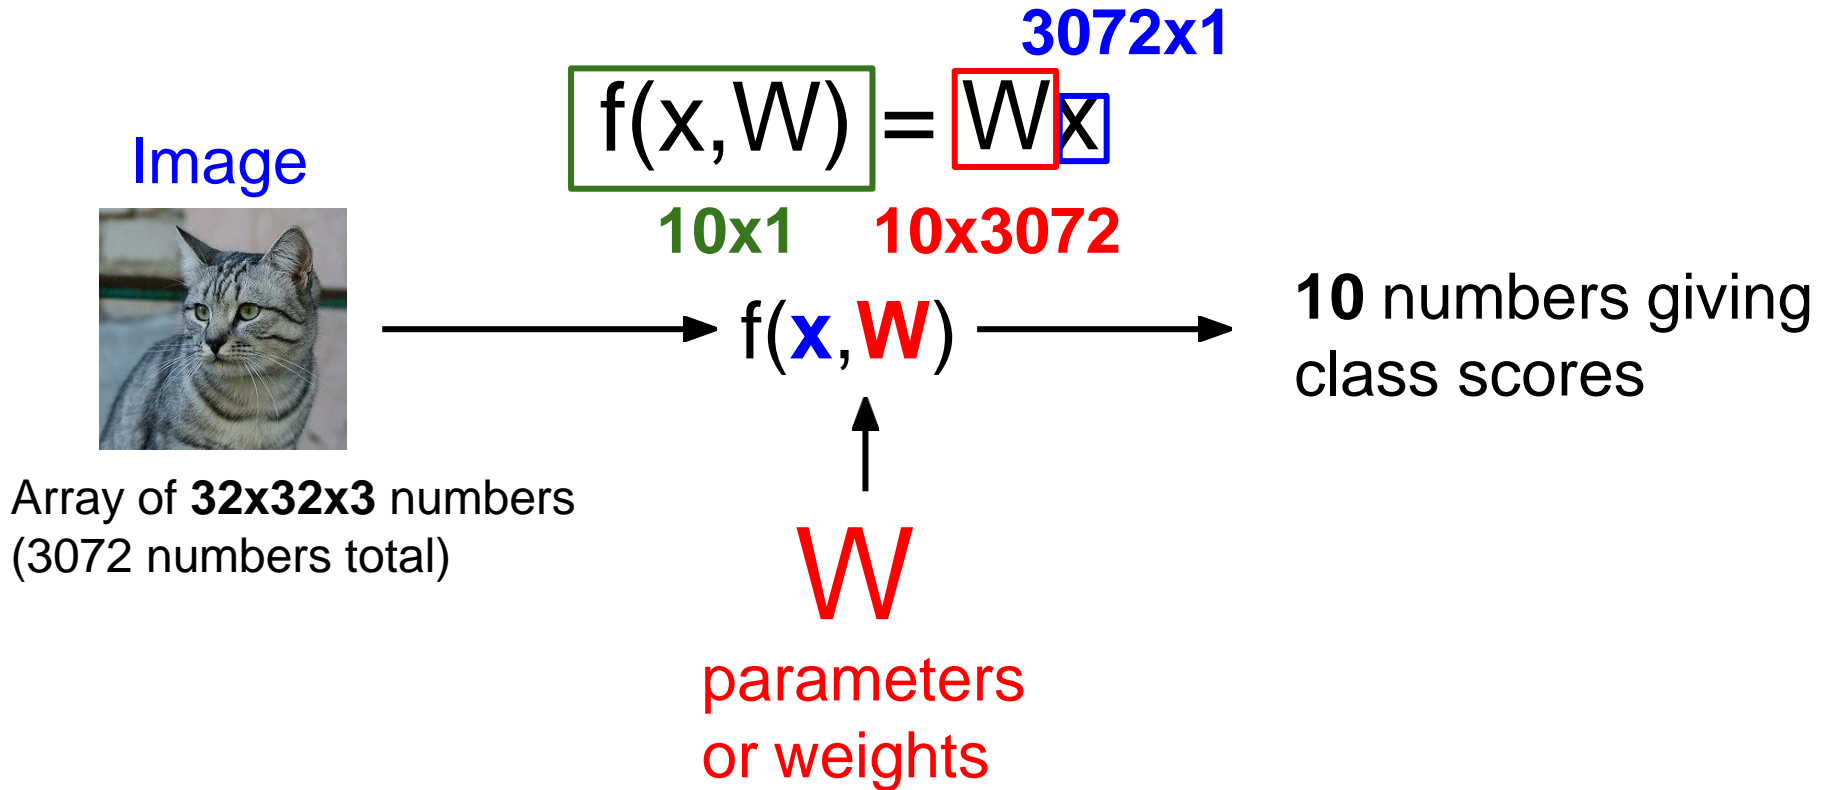 3072x1
f(x,W) = Wx
Image
10x1 10x3072
f(x,W)
10 numbers giving
class scores
Array of 32x32x3 numbers
(3072 numbers total)
W
parameters
or weights